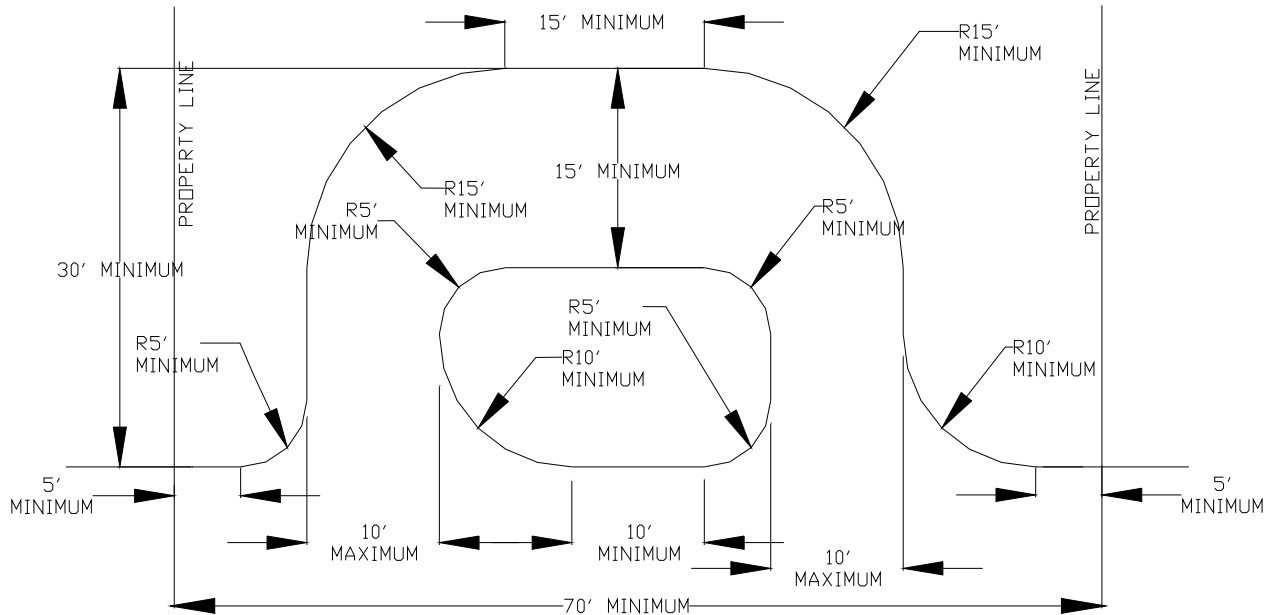 15' MINIMUM
R15'
MINIMUM
PROPERTY LINE
PROPERTY LINE
15' MINIMUM
R15'
MINIMUM
R5'
MINIMUM
R5'
MINIMUM
30' MINIMUM
R5'
MINIMUM
R5'
MINIMUM
R10'
MINIMUM
R10'
MINIMUM
5'
MINIMUM
5'
MINIMUM
10'
MAXIMUM
10'
MINIMUM
10'
MAXIMUM
70' MINIMUM